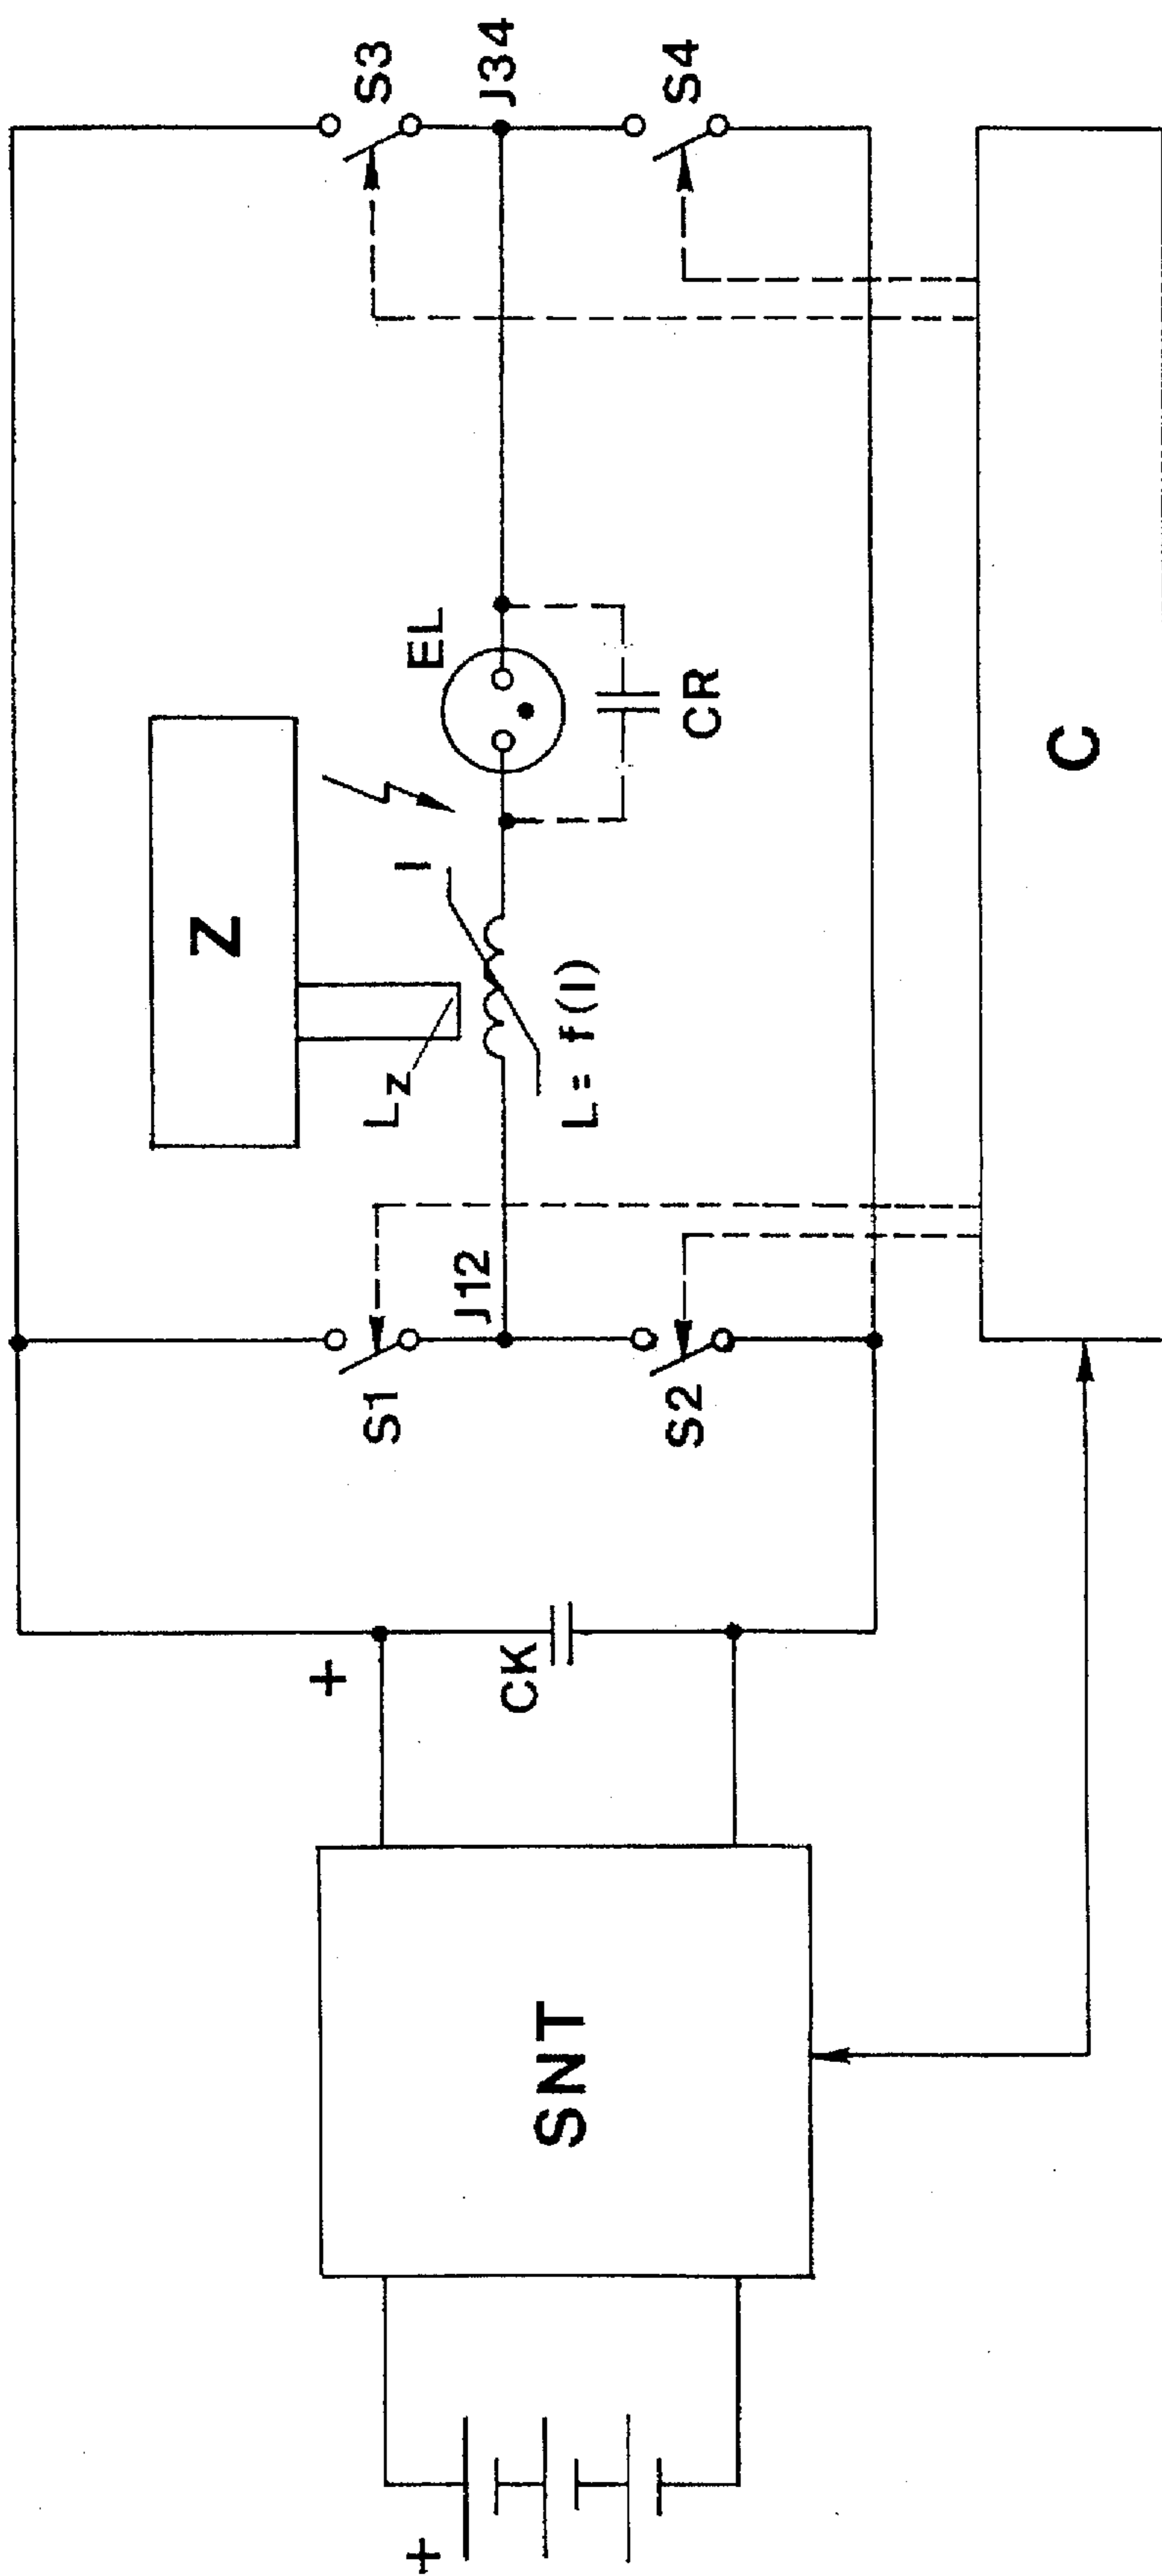 +
SNT
+
CK
S1
S2
J12
Z
LZ
L= f(I)
I
EL
CR
S3
J34
S4
C